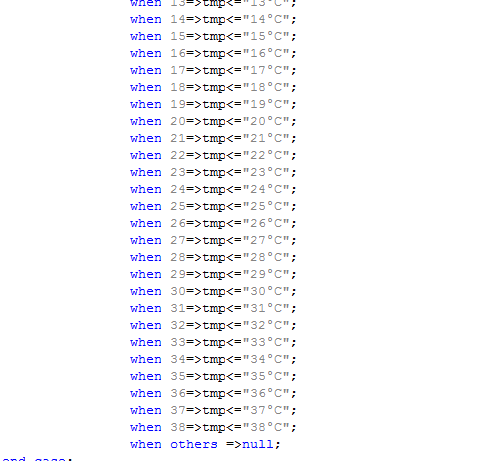 when 13=>tmp<="13°C";
when 14=>tmp<="14°C";
when 15=>tmp<="15°C";
when 16=>tmp<="16°C";
when 17=>tmp<="17°C";
when 18=>tmp<="18°C";
when 19=>tmp<="19°C";
when 20=>tmp<="20°C";
when 21=>tmp<="21°C";
when 22=>tmp<="22°C";
when 23=>tmp<="23°C";
when 24=>tmp<="24°C";
when 25=>tmp<="25°C";
when 26=>tmp<="26°C";
when 27=>tmp<="27°C";
when 28=>tmp<="28°C";
when 29=>tmp<="29°C";
when 30=>tmp<="30°C";
when 31=>tmp<="31°C";
when 32=>tmp<="32°C";
when 33=>tmp<="33°C";
when 34=>tmp<="34°C";
when 35=>tmp<="35°C";
when 36=>tmp<="36°C";
when 37=>tmp<="37°C";
when 38=>tmp<="38°C";
when others =>null;
end case;